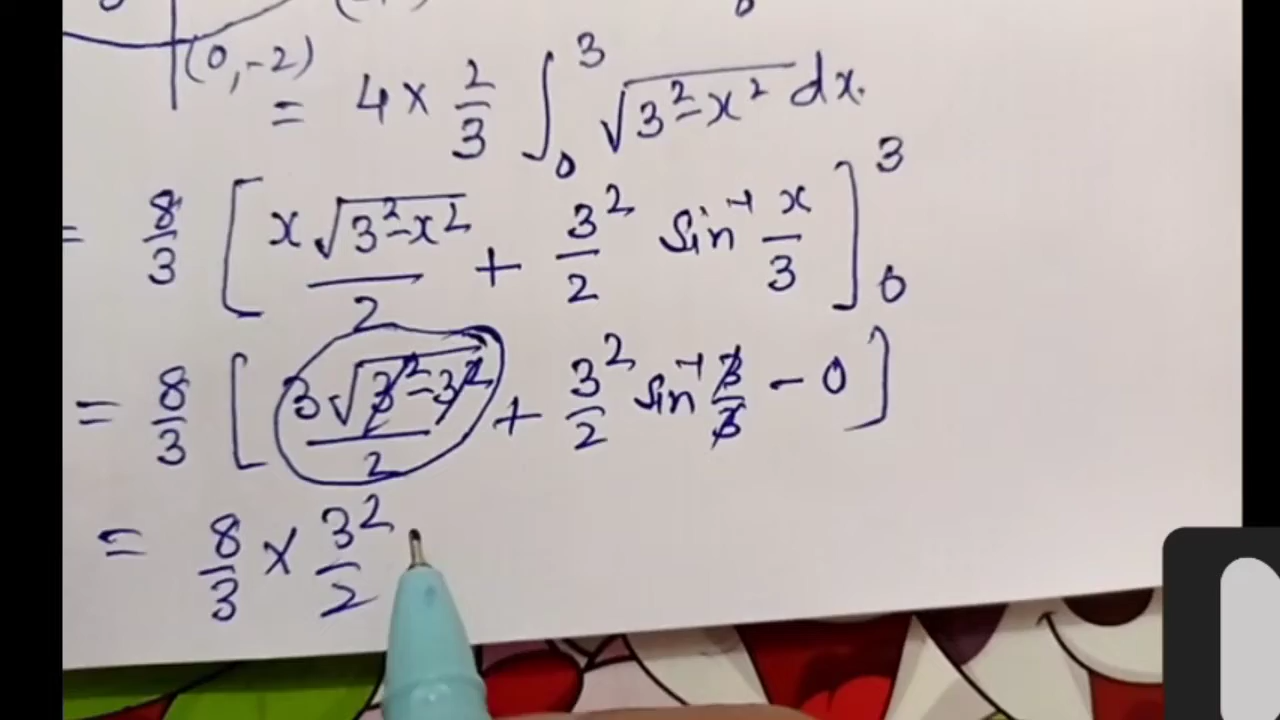 (0,-2)
= 4 × 2/3 ∫₀³ √(3²-x²) dx.
= 8/3 [ x√(3²-x²)/2 + 3²/2 sin⁻¹ x/3 ]₀³
= 8/3 [ 3√(3²-3²)/2 + 3²/2 sin⁻¹ 3/3 - 0 ]
= 8/3 × 3²/2